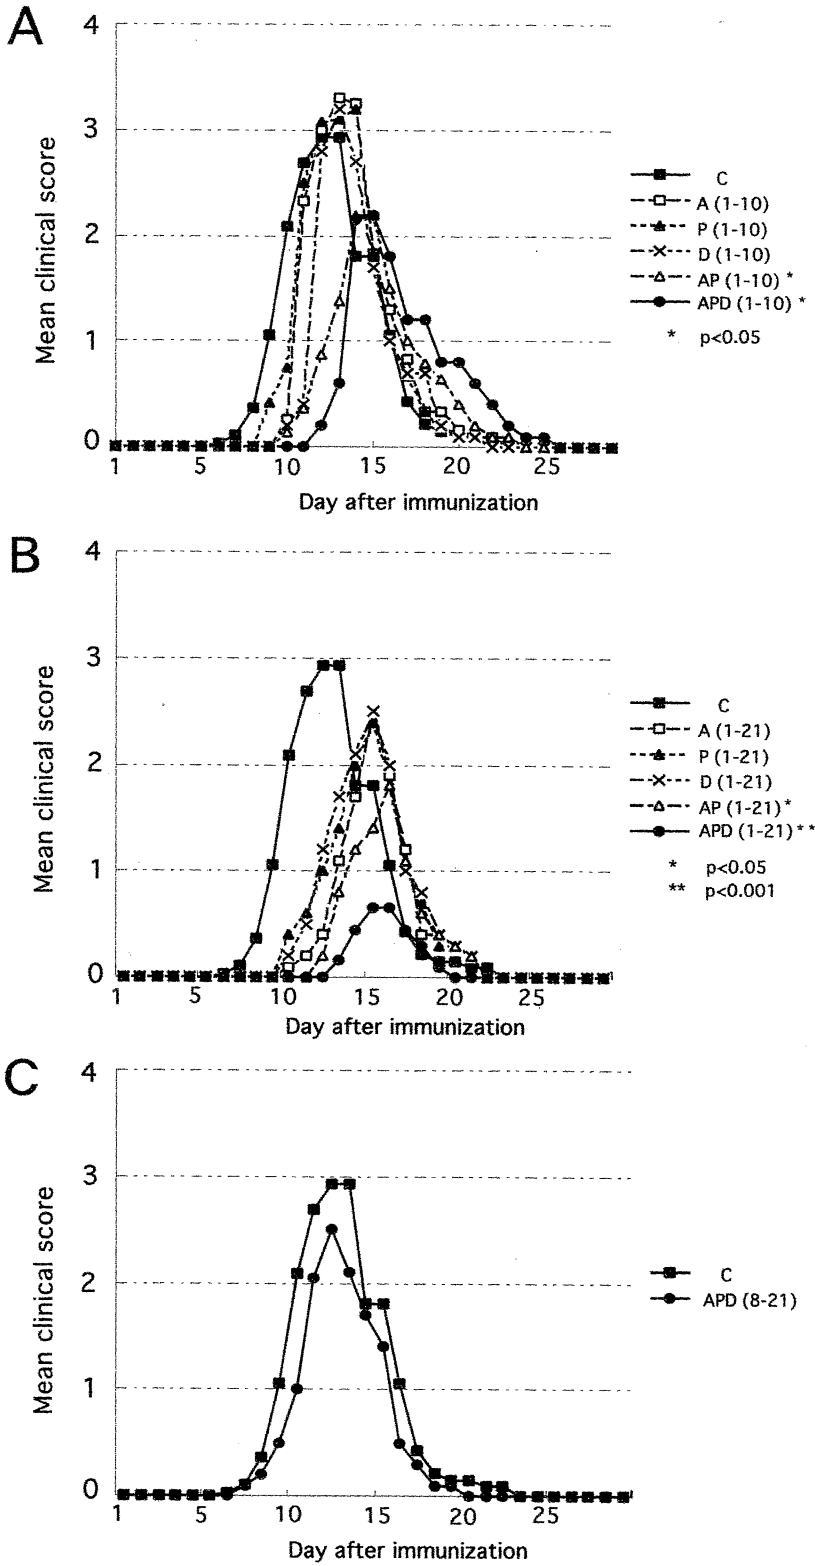 A
4
3
2
1
0
Mean clinical score
1 5 10 15 20 25
Day after immunization
C
A (1-10)
P (1-10)
D (1-10)
AP (1-10) *
APD (1-10) *
* p<0.05
B
4
3
2
1
0
Mean clinical score
1 5 10 15 20 25
Day after immunization
C
A (1-21)
P (1-21)
D (1-21)
AP (1-21)*
APD (1-21)**
* p<0.05
** p<0.001
C
4
3
2
1
0
Mean clinical score
1 5 10 15 20 25
Day after immunization
C
APD (8-21)